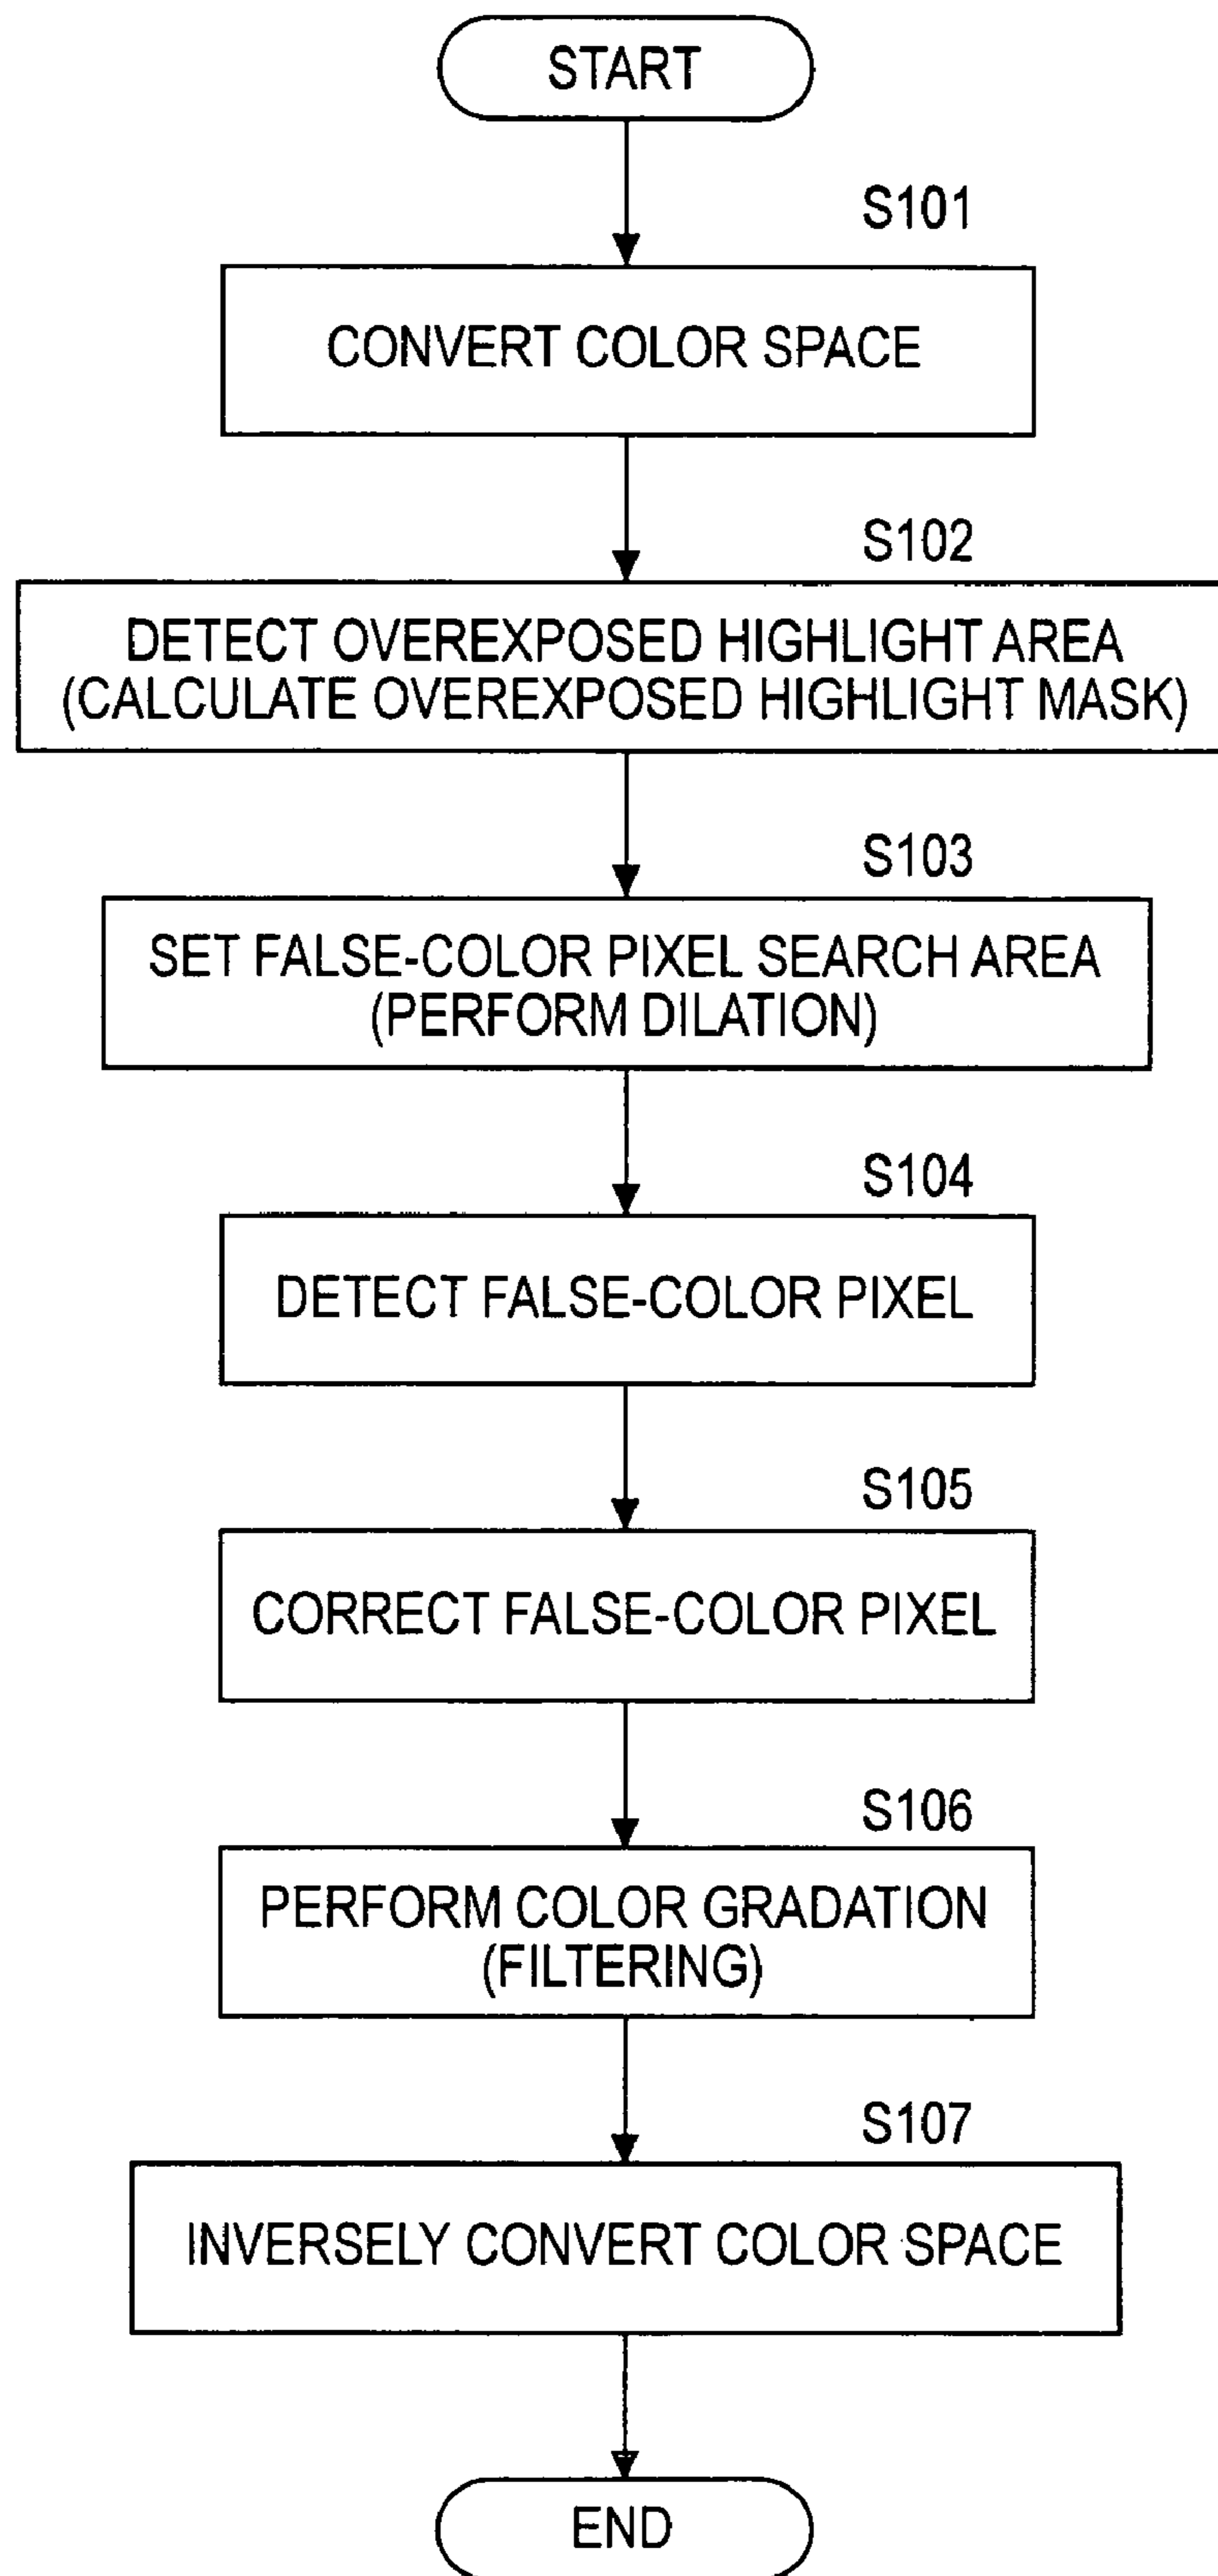 START
S101
CONVERT COLOR SPACE
S102
DETECT OVEREXPOSED HIGHLIGHT AREA
(CALCULATE OVEREXPOSED HIGHLIGHT MASK)
S103
SET FALSE-COLOR PIXEL SEARCH AREA
(PERFORM DILATION)
S104
DETECT FALSE-COLOR PIXEL
S105
CORRECT FALSE-COLOR PIXEL
S106
PERFORM COLOR GRADATION
(FILTERING)
S107
INVERSELY CONVERT COLOR SPACE
END